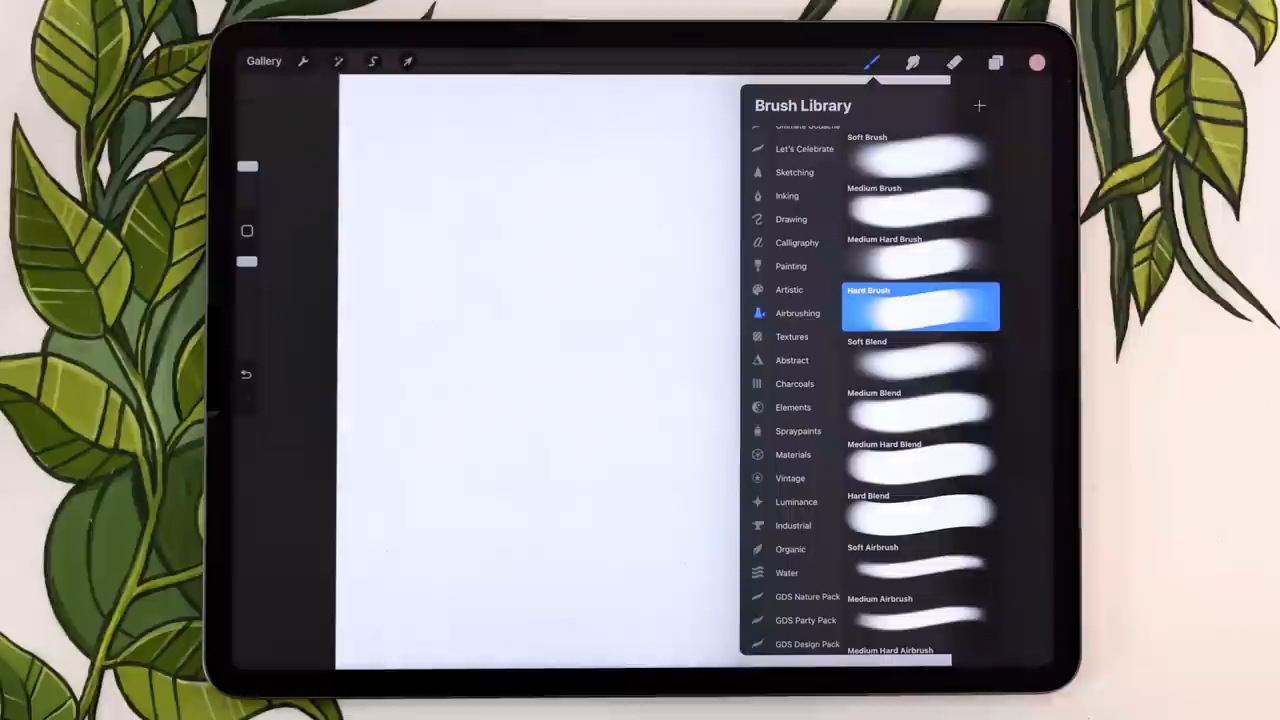 Gallery
Brush Library
Let's Celebrate
Sketching
Inking
Drawing
Calligraphy
Painting
Artistic
Airbrushing
Textures
Abstract
Charcoals
Elements
Spraypaints
Materials
Vintage
Luminance
Industrial
Organic
Water
GDS Nature Pack
GDS Party Pack
GDS Design Pack
Soft Brush
Medium Brush
Medium Hard Brush
Hard Brush
Soft Blend
Medium Blend
Medium Hard Blend
Hard Blend
Soft Airbrush
Medium Airbrush
Medium Hard Airbrush